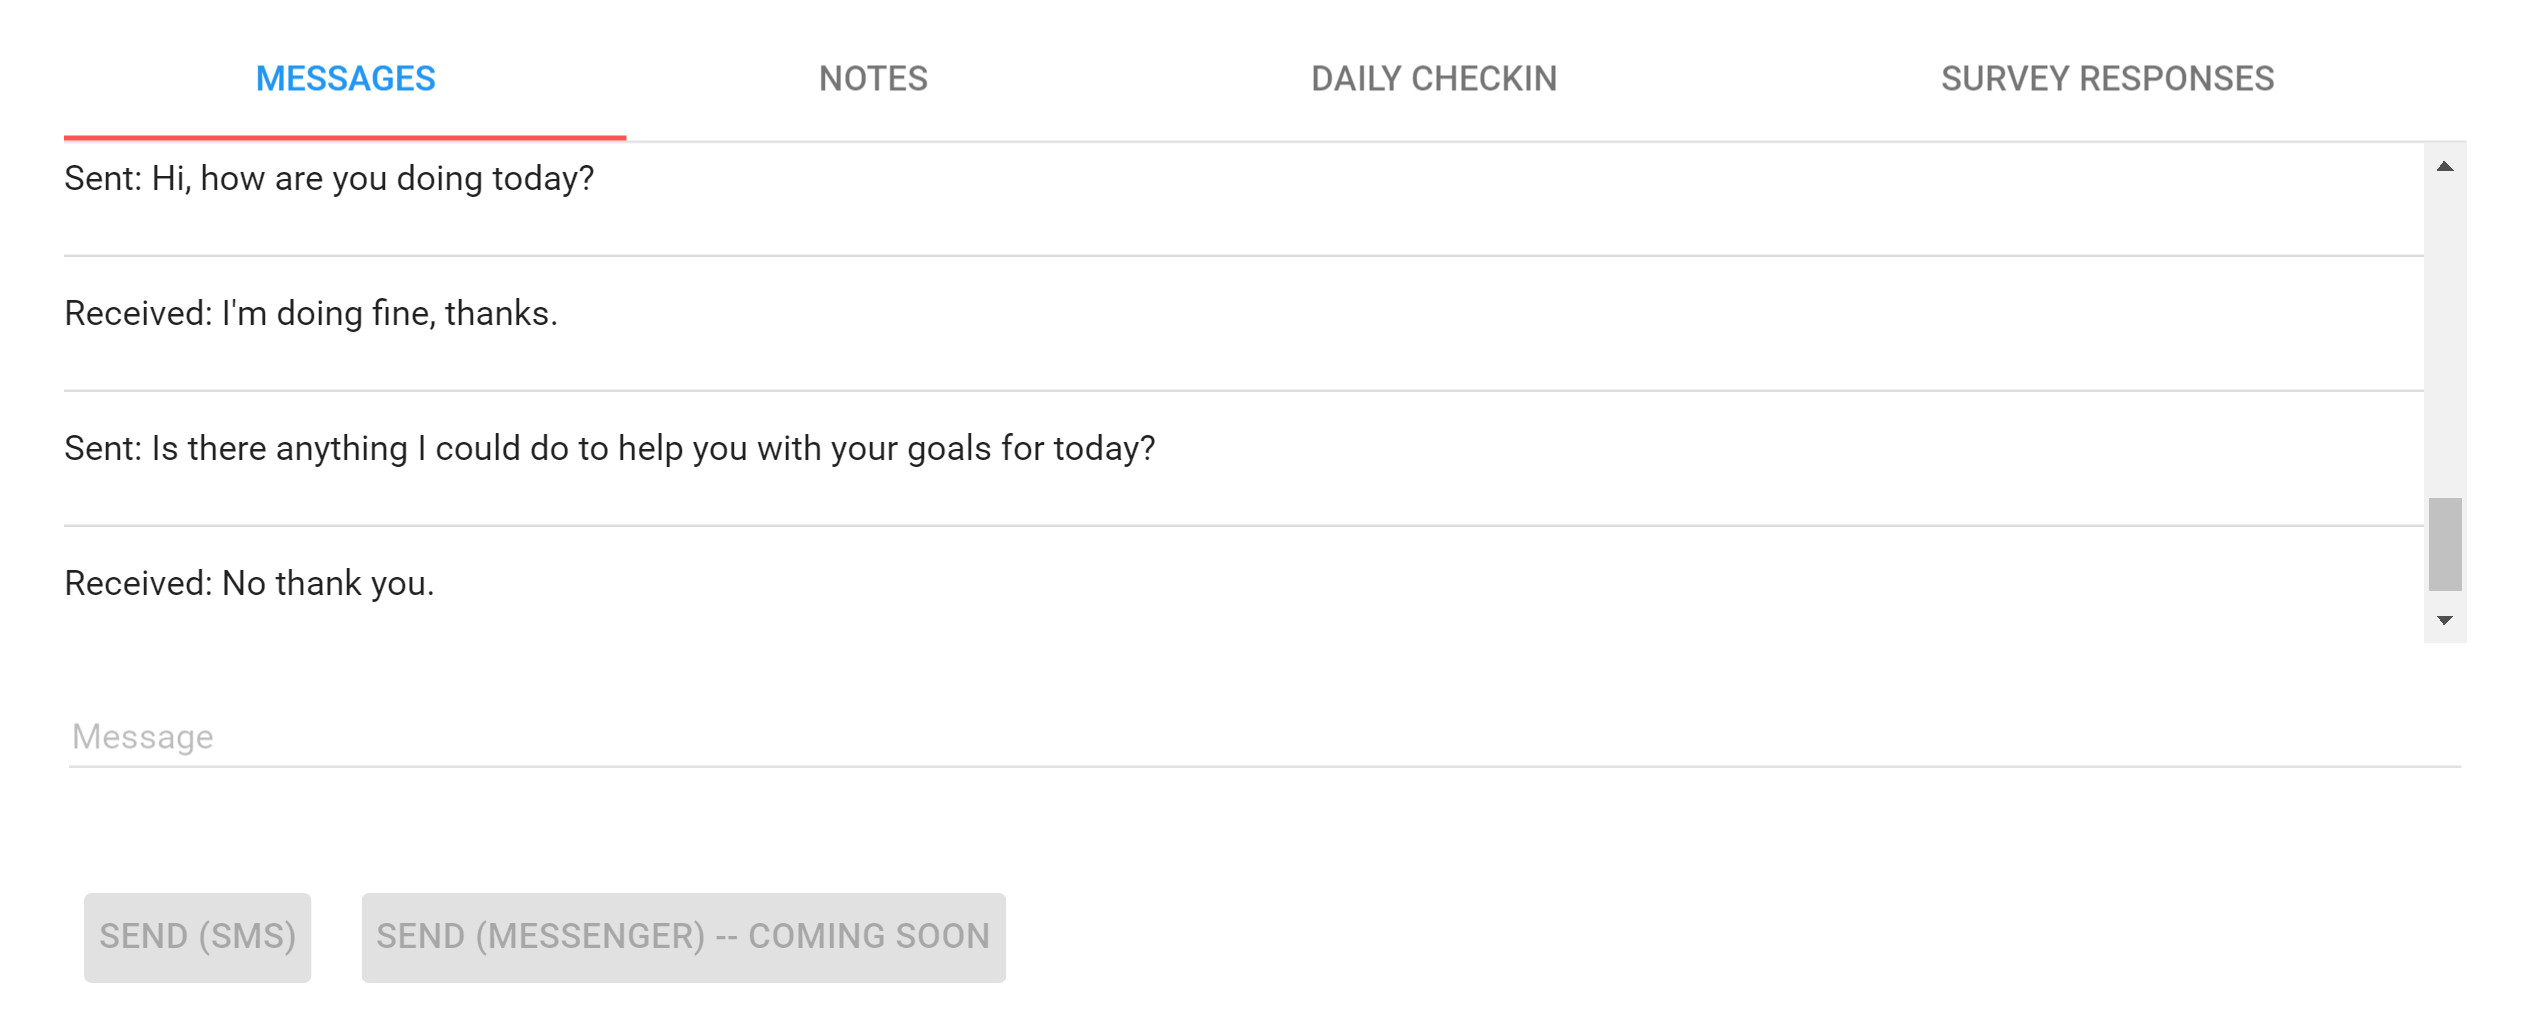 MESSAGES NOTES DAILY CHECKIN SURVEY RESPONSES
Sent: Hi, how are you doing today?
Received: I'm doing fine, thanks.
Sent: Is there anything I could do to help you with your goals for today?
Received: No thank you.
Message
SEND (SMS) SEND (MESSENGER) -- COMING SOON